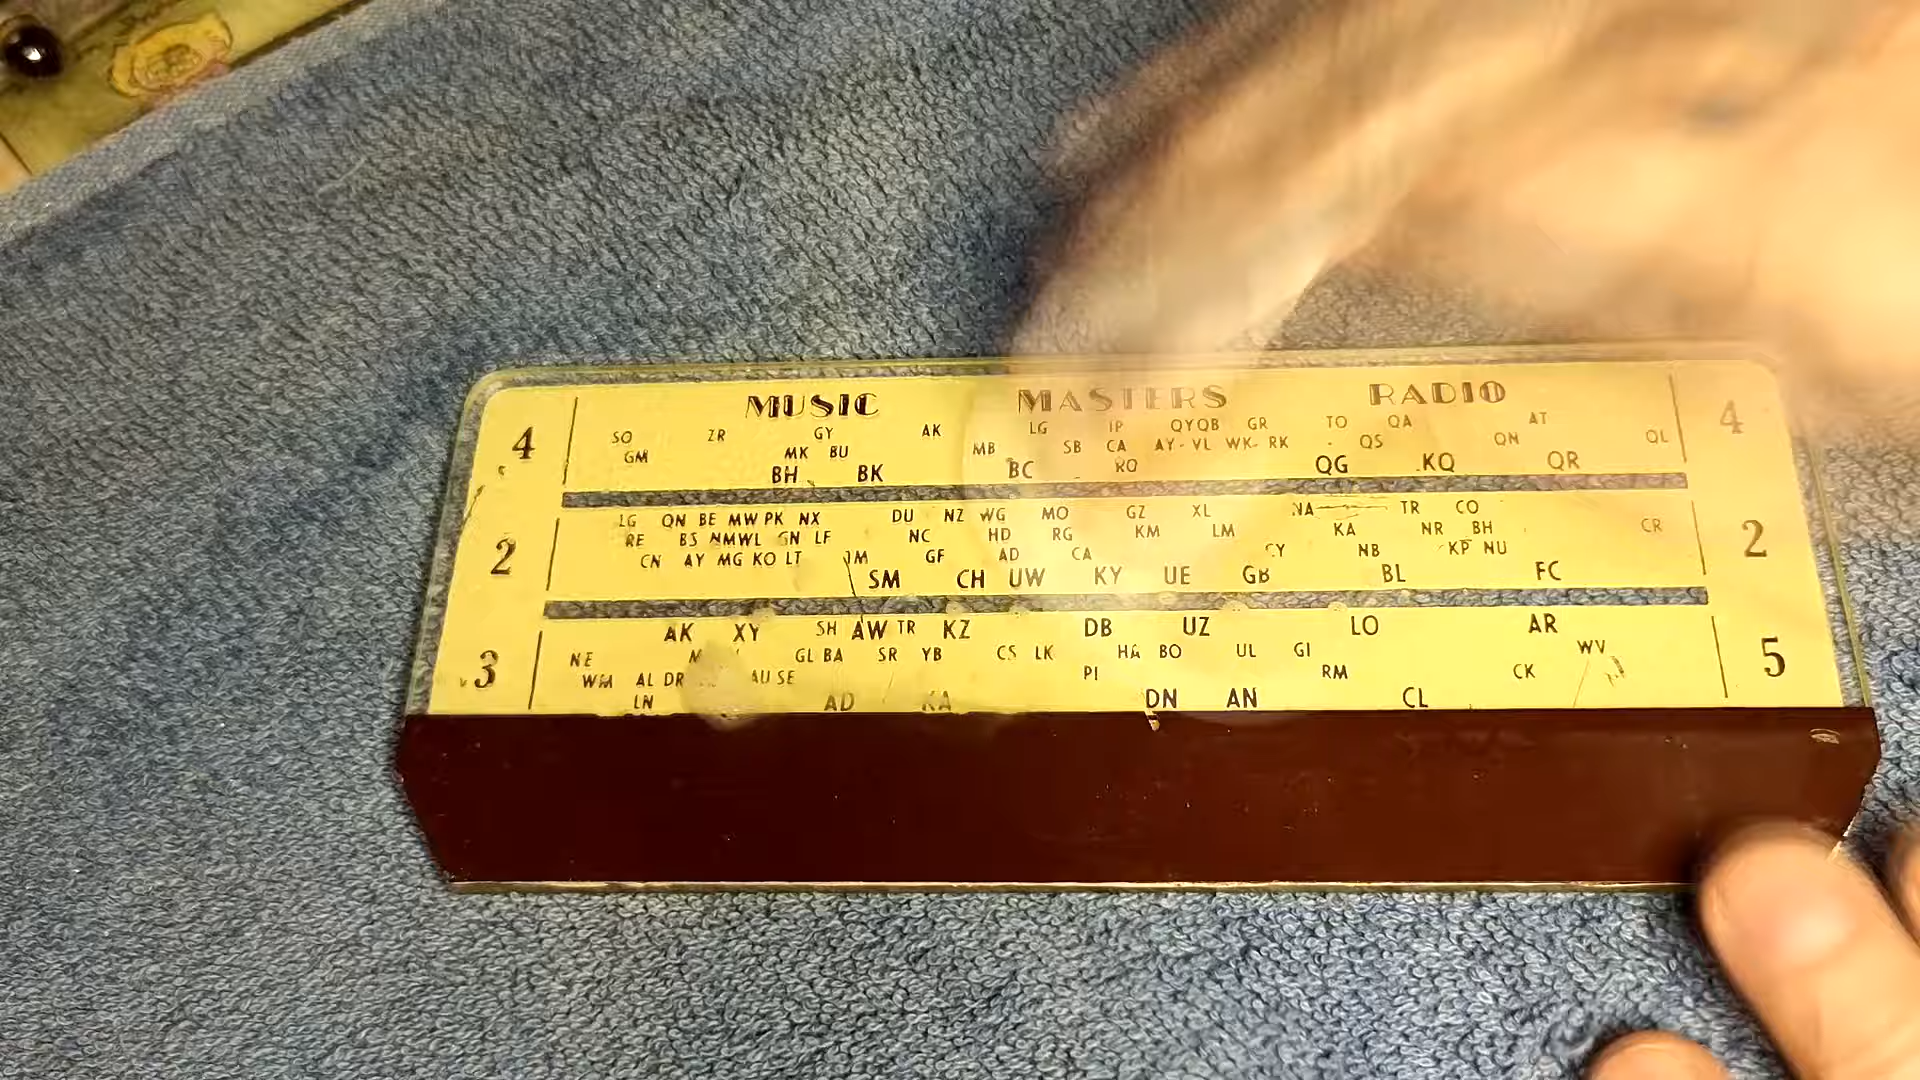 MUSIC MASTERS RADIO
4 SO ZR GY AK LG IP QYQB GR TO QA AT 4
GM MK BU MB SB CA AY-VL WK-RK QS QN QL
BH BK BC RO QG KQ QR
LG QN BE MW PK NX DU NZ WG MO GZ XL NA TR CO
2 RE BS NMWL GN LF NC HD RG KM LM KA NR BH CR 2
CN AY MG KO LT JM GF AD CA CY NB KP NU
SM CH UW KY UE GB BL FC
AK XY SH AW TR KZ DB UZ LO AR
3 NE GL BA SR YB CS LK HA BO UL GI WV 5
WM AL DR AU SE PI RM CK
LN AD KA DN AN CL